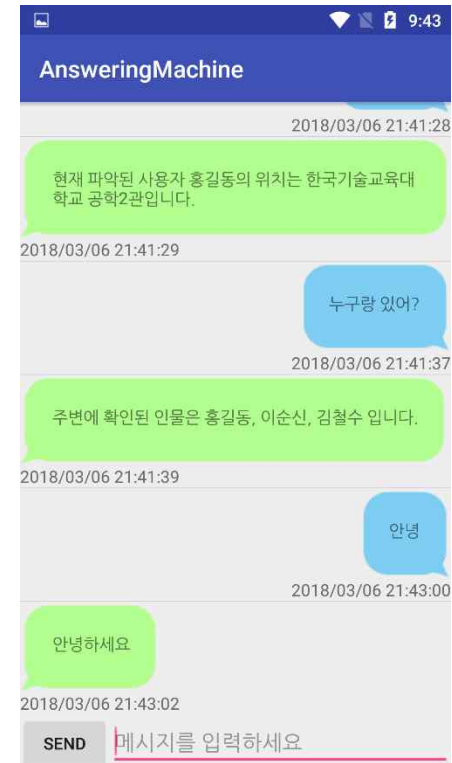 9:43
AnsweringMachine
2018/03/06 21:41:28
현재 파악된 사용자 홍길동의 위치는 한국기술교육대
학교 공학2관입니다.
2018/03/06 21:41:29
누구랑 있어?
2018/03/06 21:41:37
주변에 확인된 인물은 홍길동, 이순신, 김철수 입니다.
2018/03/06 21:41:39
안녕
2018/03/06 21:43:00
안녕하세요
2018/03/06 21:43:02
SEND 메시지를 입력하세요